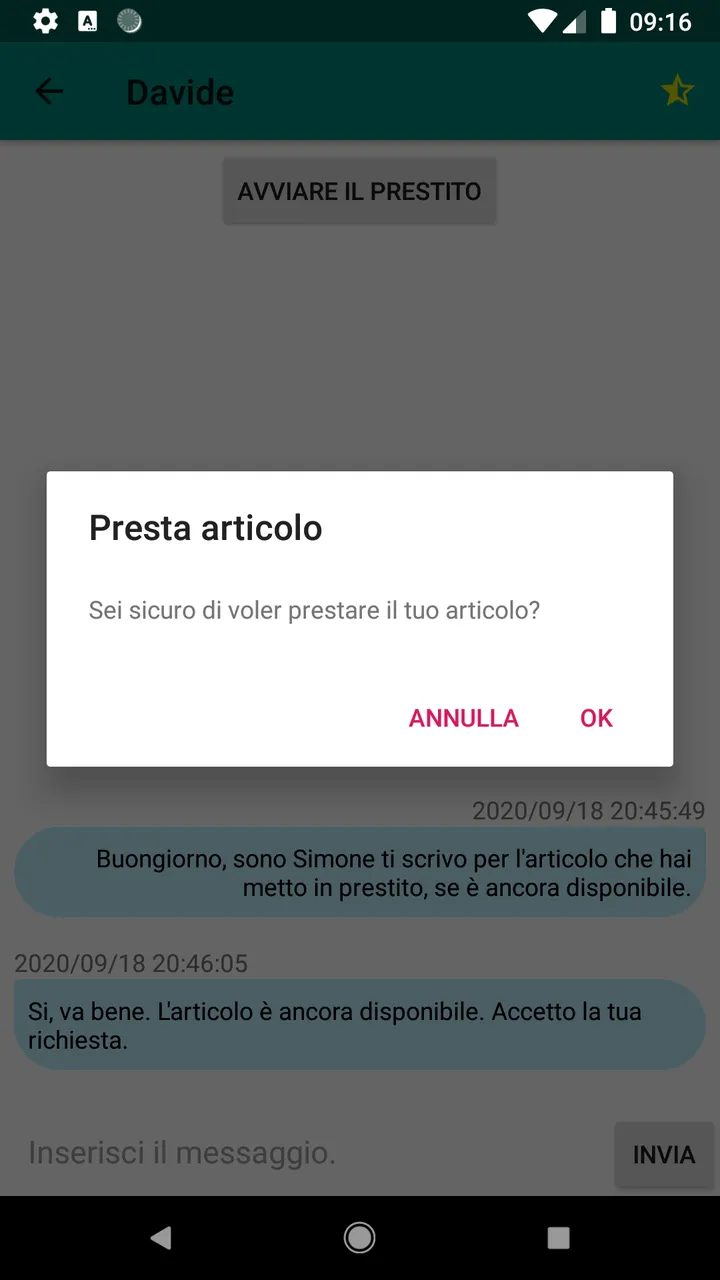 09:16
Davide
AVVIARE IL PRESTITO
Presta articolo
Sei sicuro di voler prestare il tuo articolo?
ANNULLA OK
2020/09/18 20:45:49
Buongiorno, sono Simone ti scrivo per l'articolo che hai
metto in prestito, se è ancora disponibile.
2020/09/18 20:46:05
Si, va bene. L'articolo è ancora disponibile. Accetto la tua
richiesta.
Inserisci il messaggio. INVIA